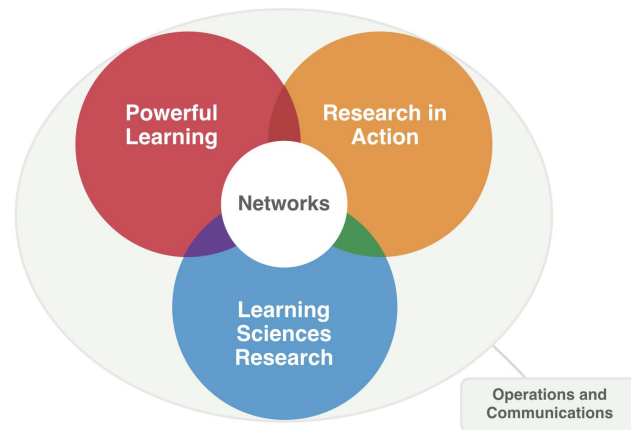 Powerful
Learning
Research in
Action
Networks
Learning
Sciences
Research
Operations and
Communications